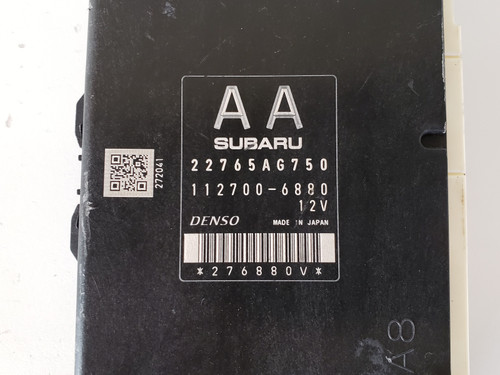 AA
SUBARU
22765AG750
112700-6880
12V
DENSO MADE IN JAPAN
*276880V*
272041
A8